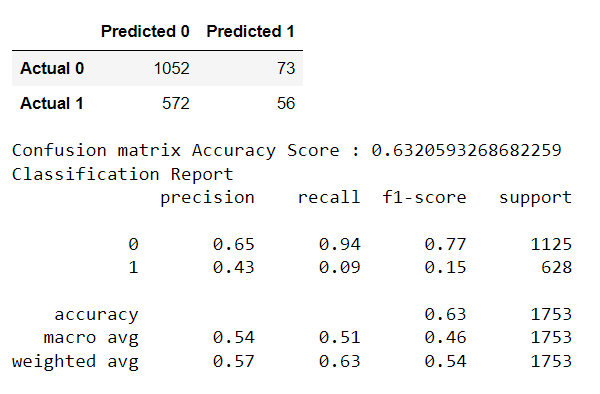 Predicted 0 Predicted 1
Actual 0 1052 73
Actual 1 572 56
Confusion matrix Accuracy Score : 0.6320593268682259
Classification Report
precision recall f1-score support
0 0.65 0.94 0.77 1125
1 0.43 0.09 0.15 628
accuracy 0.63 1753
macro avg 0.54 0.51 0.46 1753
weighted avg 0.57 0.63 0.54 1753